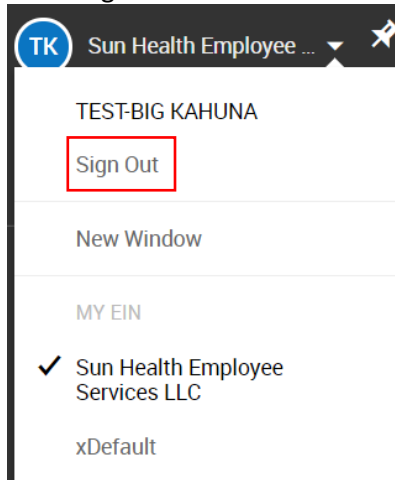 TK Sun Health Employee ...
TEST-BIG KAHUNA
Sign Out
New Window
MY EIN
Sun Health Employee
Services LLC
xDefault